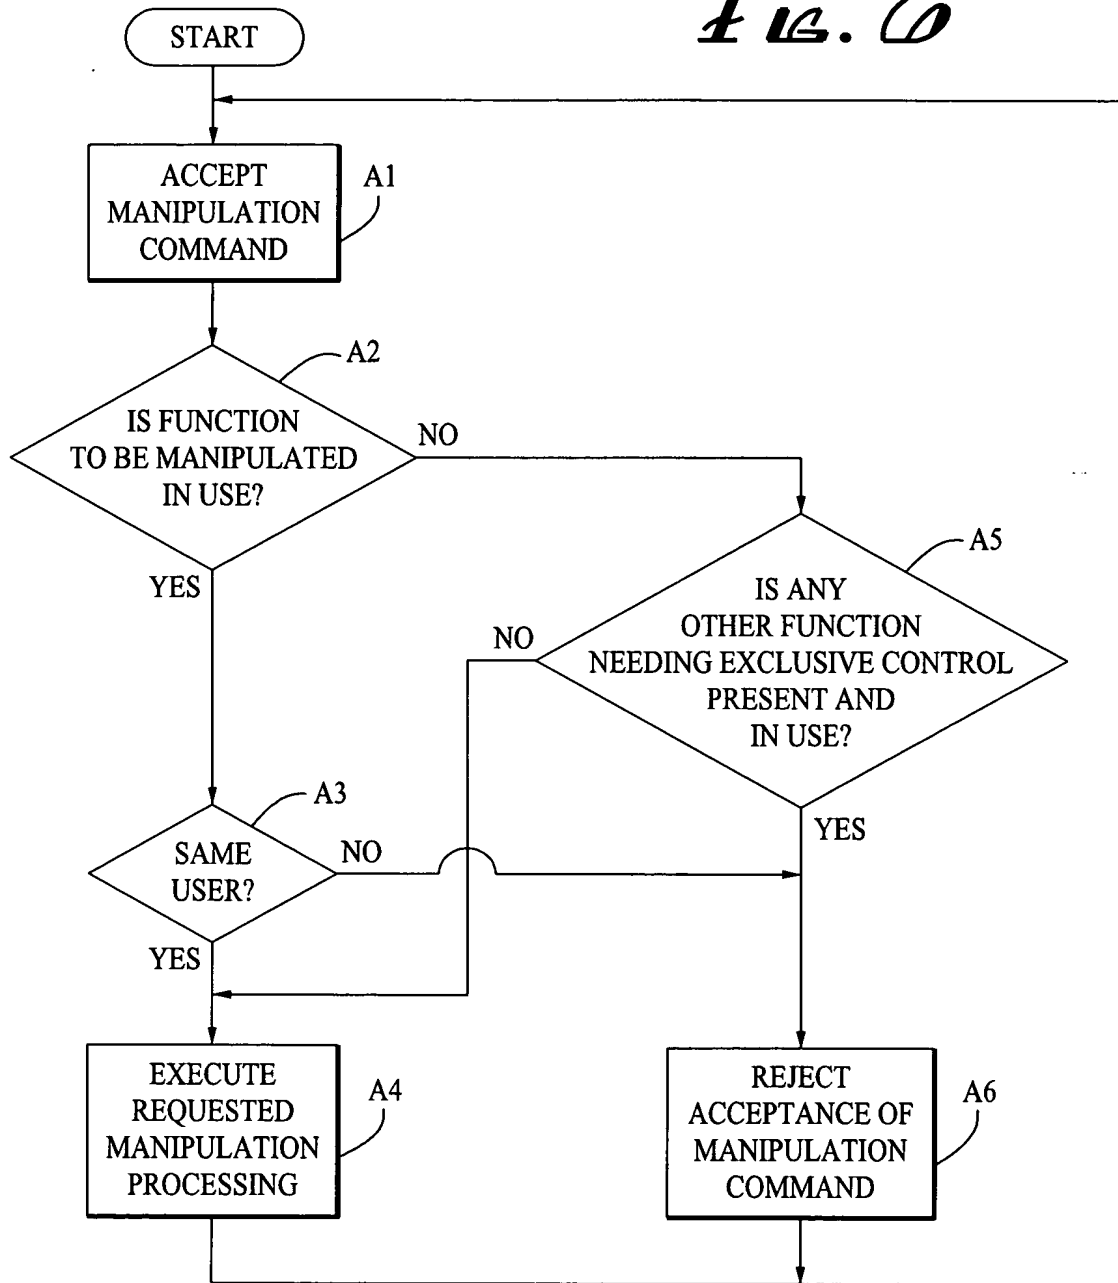 FIG. 6
START
ACCEPT
MANIPULATION
COMMAND
A1
A2
IS FUNCTION
TO BE MANIPULATED
IN USE?
NO
YES
A5
IS ANY
OTHER FUNCTION
NEEDING EXCLUSIVE CONTROL
PRESENT AND
IN USE?
NO
YES
A3
SAME
USER?
NO
YES
EXECUTE
REQUESTED
MANIPULATION
PROCESSING
A4
REJECT
ACCEPTANCE OF
MANIPULATION
COMMAND
A6